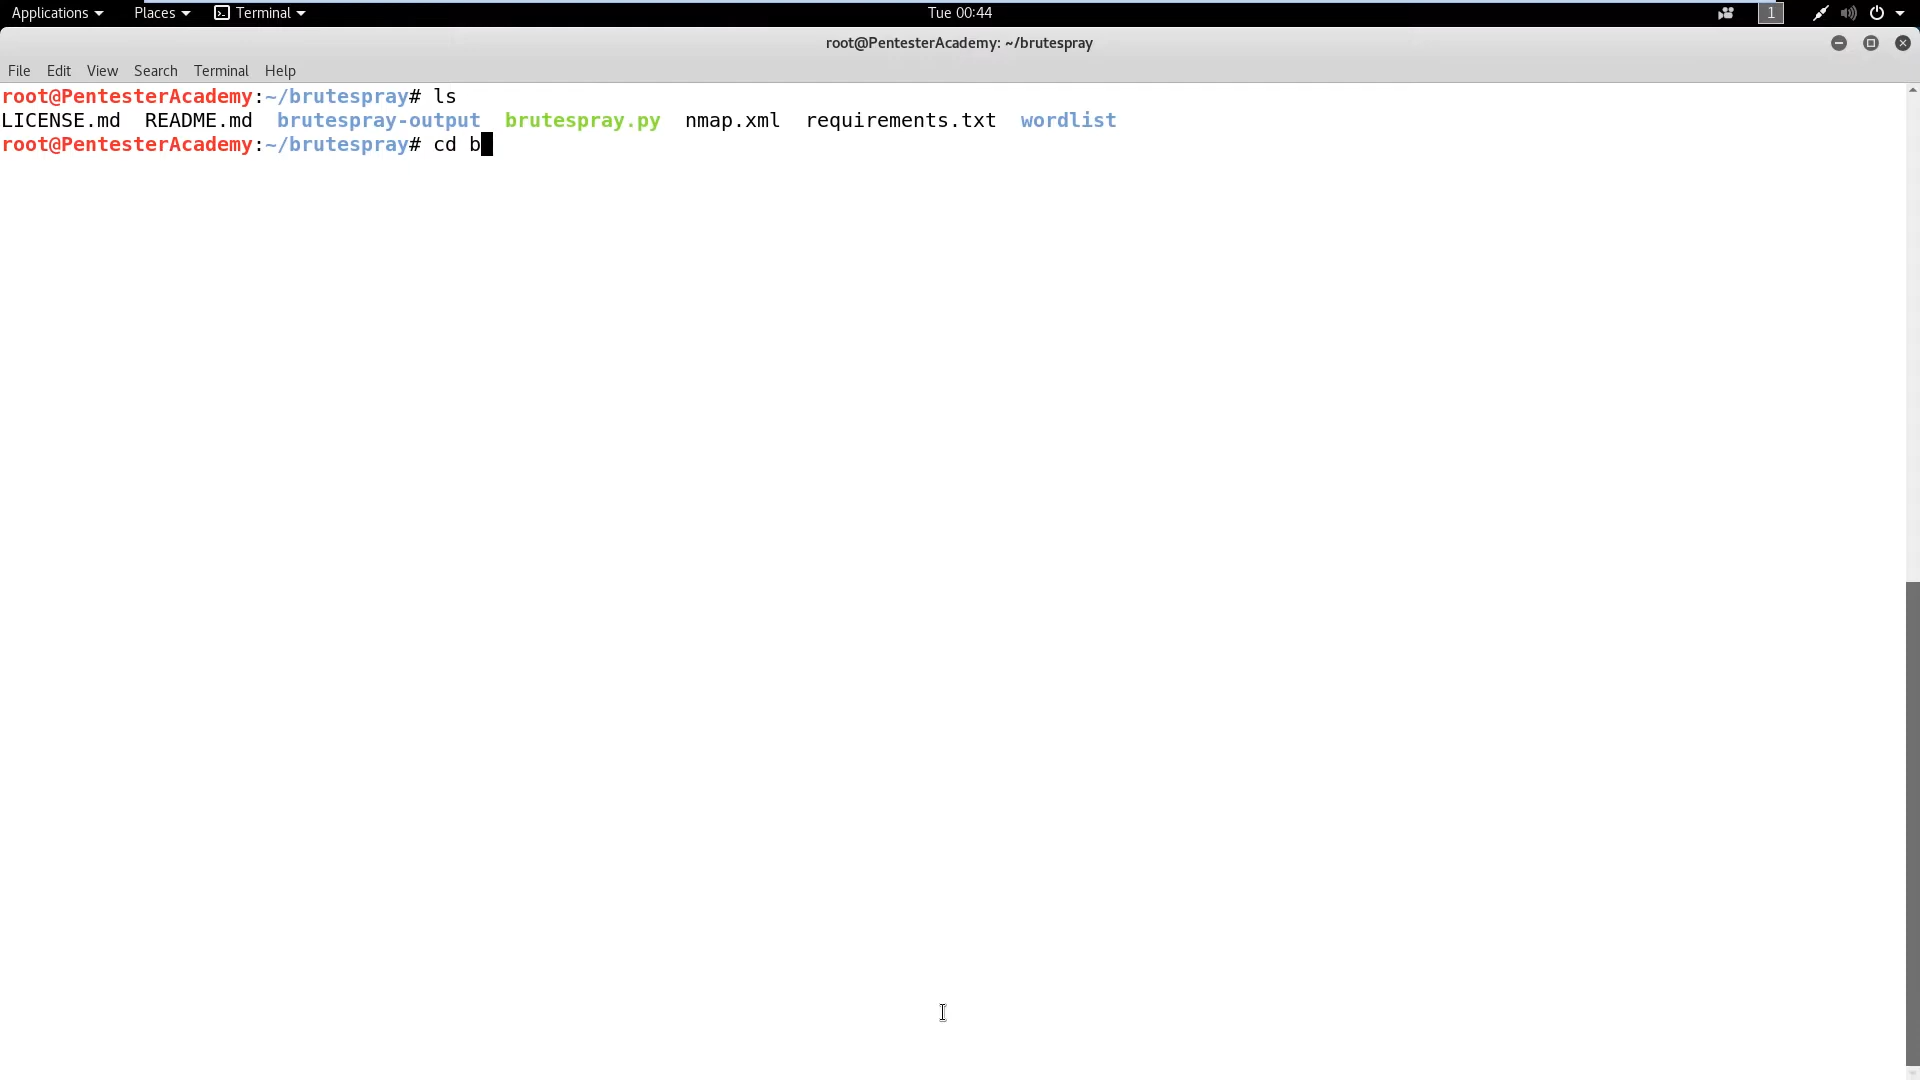 Applications Places Terminal Tue 00:44 1
root@PentesterAcademy: ~/brutespray
File Edit View Search Terminal Help
root@PentesterAcademy:~/brutespray# ls
LICENSE.md README.md brutespray-output brutespray.py nmap.xml requirements.txt wordlist
root@PentesterAcademy:~/brutespray# cd b